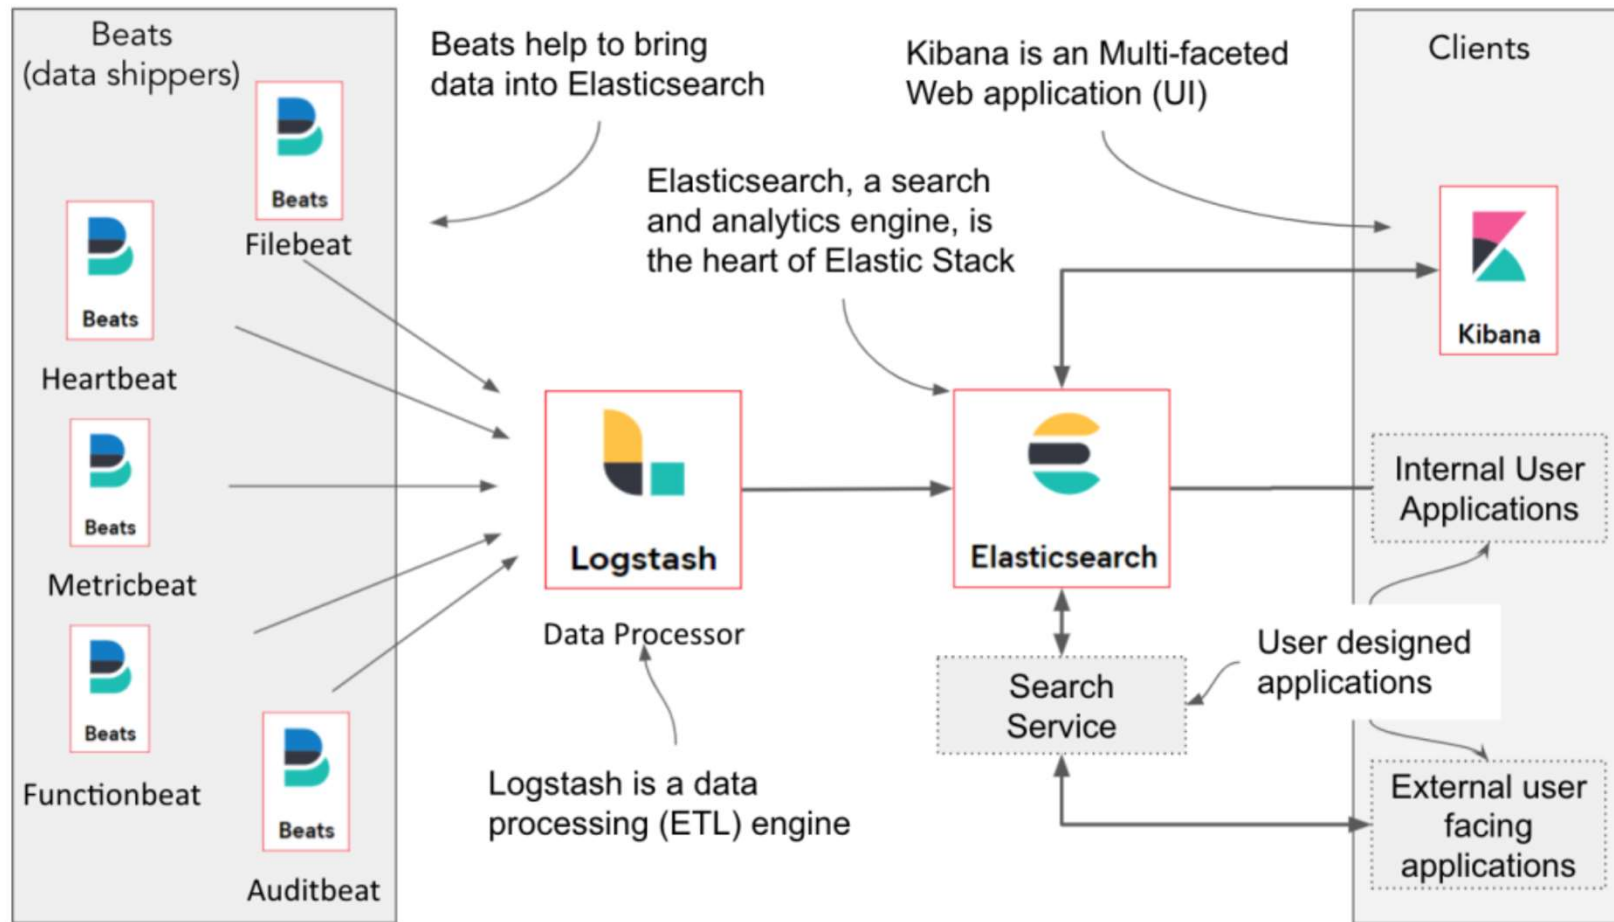 Beats
(data shippers)
Beats
Filebeat
Beats
Heartbeat
Beats
Metricbeat
Beats
Functionbeat
Beats
Auditbeat
Beats help to bring
data into Elasticsearch
Kibana is an Multi-faceted
Web application (UI)
Elasticsearch, a search
and analytics engine, is
the heart of Elastic Stack
Logstash
Data Processor
Logstash is a data
processing (ETL) engine
Elasticsearch
Search
Service
Clients
Kibana
Internal User
Applications
User designed
applications
External user
facing
applications